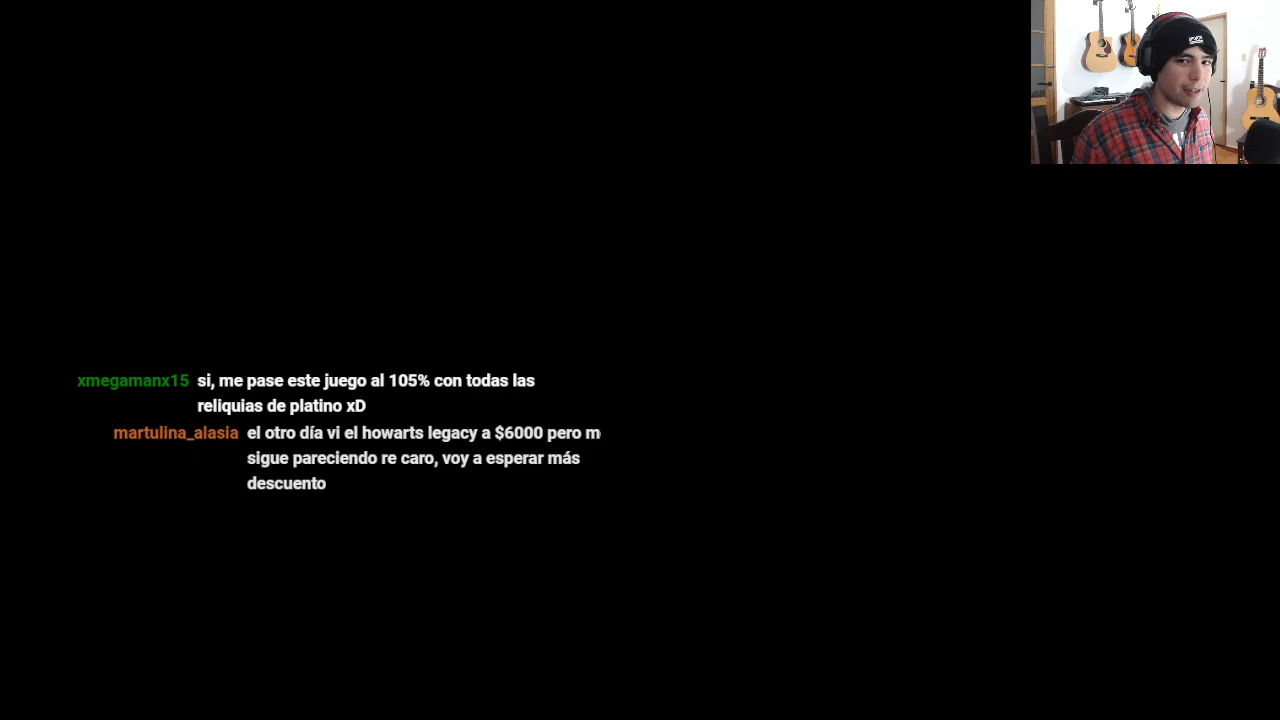 xmegamanx15 si, me pase este juego al 105% con todas las
reliquias de platino xD
martulina_alasia el otro día vi el howarts legacy a $6000 pero m
sigue pareciendo re caro, voy a esperar más
descuento